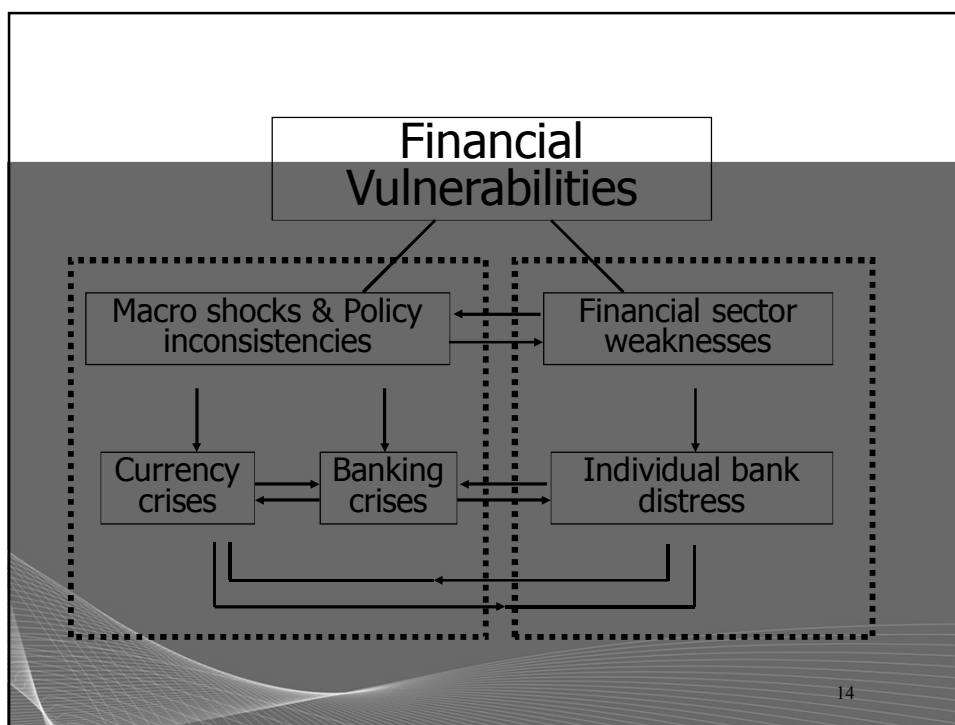 Financial
Vulnerabilities
Macro shocks & Policy
inconsistencies
Financial sector
weaknesses
Currency
crises
Banking
crises
Individual bank
distress
14